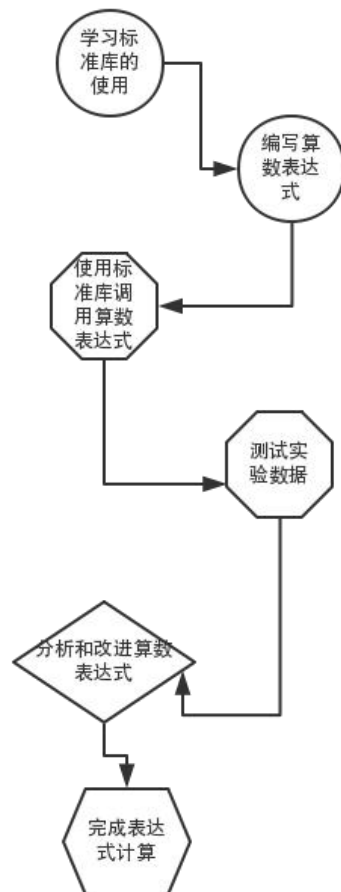 学习标
准库的
使用
编写算
数表达
式
使用标
准库调
用算数
表达式
测试实
验数据
分析和改进算数
表达式
完成表达
式计算